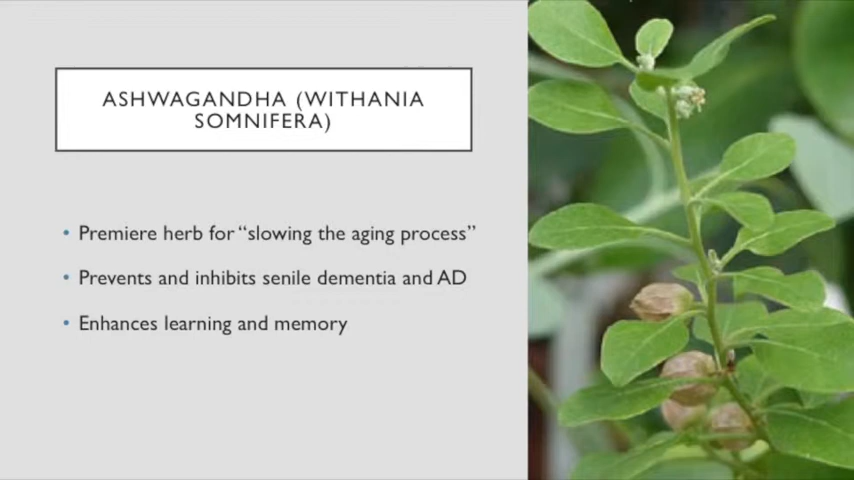 ASHWAGANDHA (WITHANIA
SOMNIFERA)
• Premiere herb for “slowing the aging process”
• Prevents and inhibits senile dementia and AD
• Enhances learning and memory